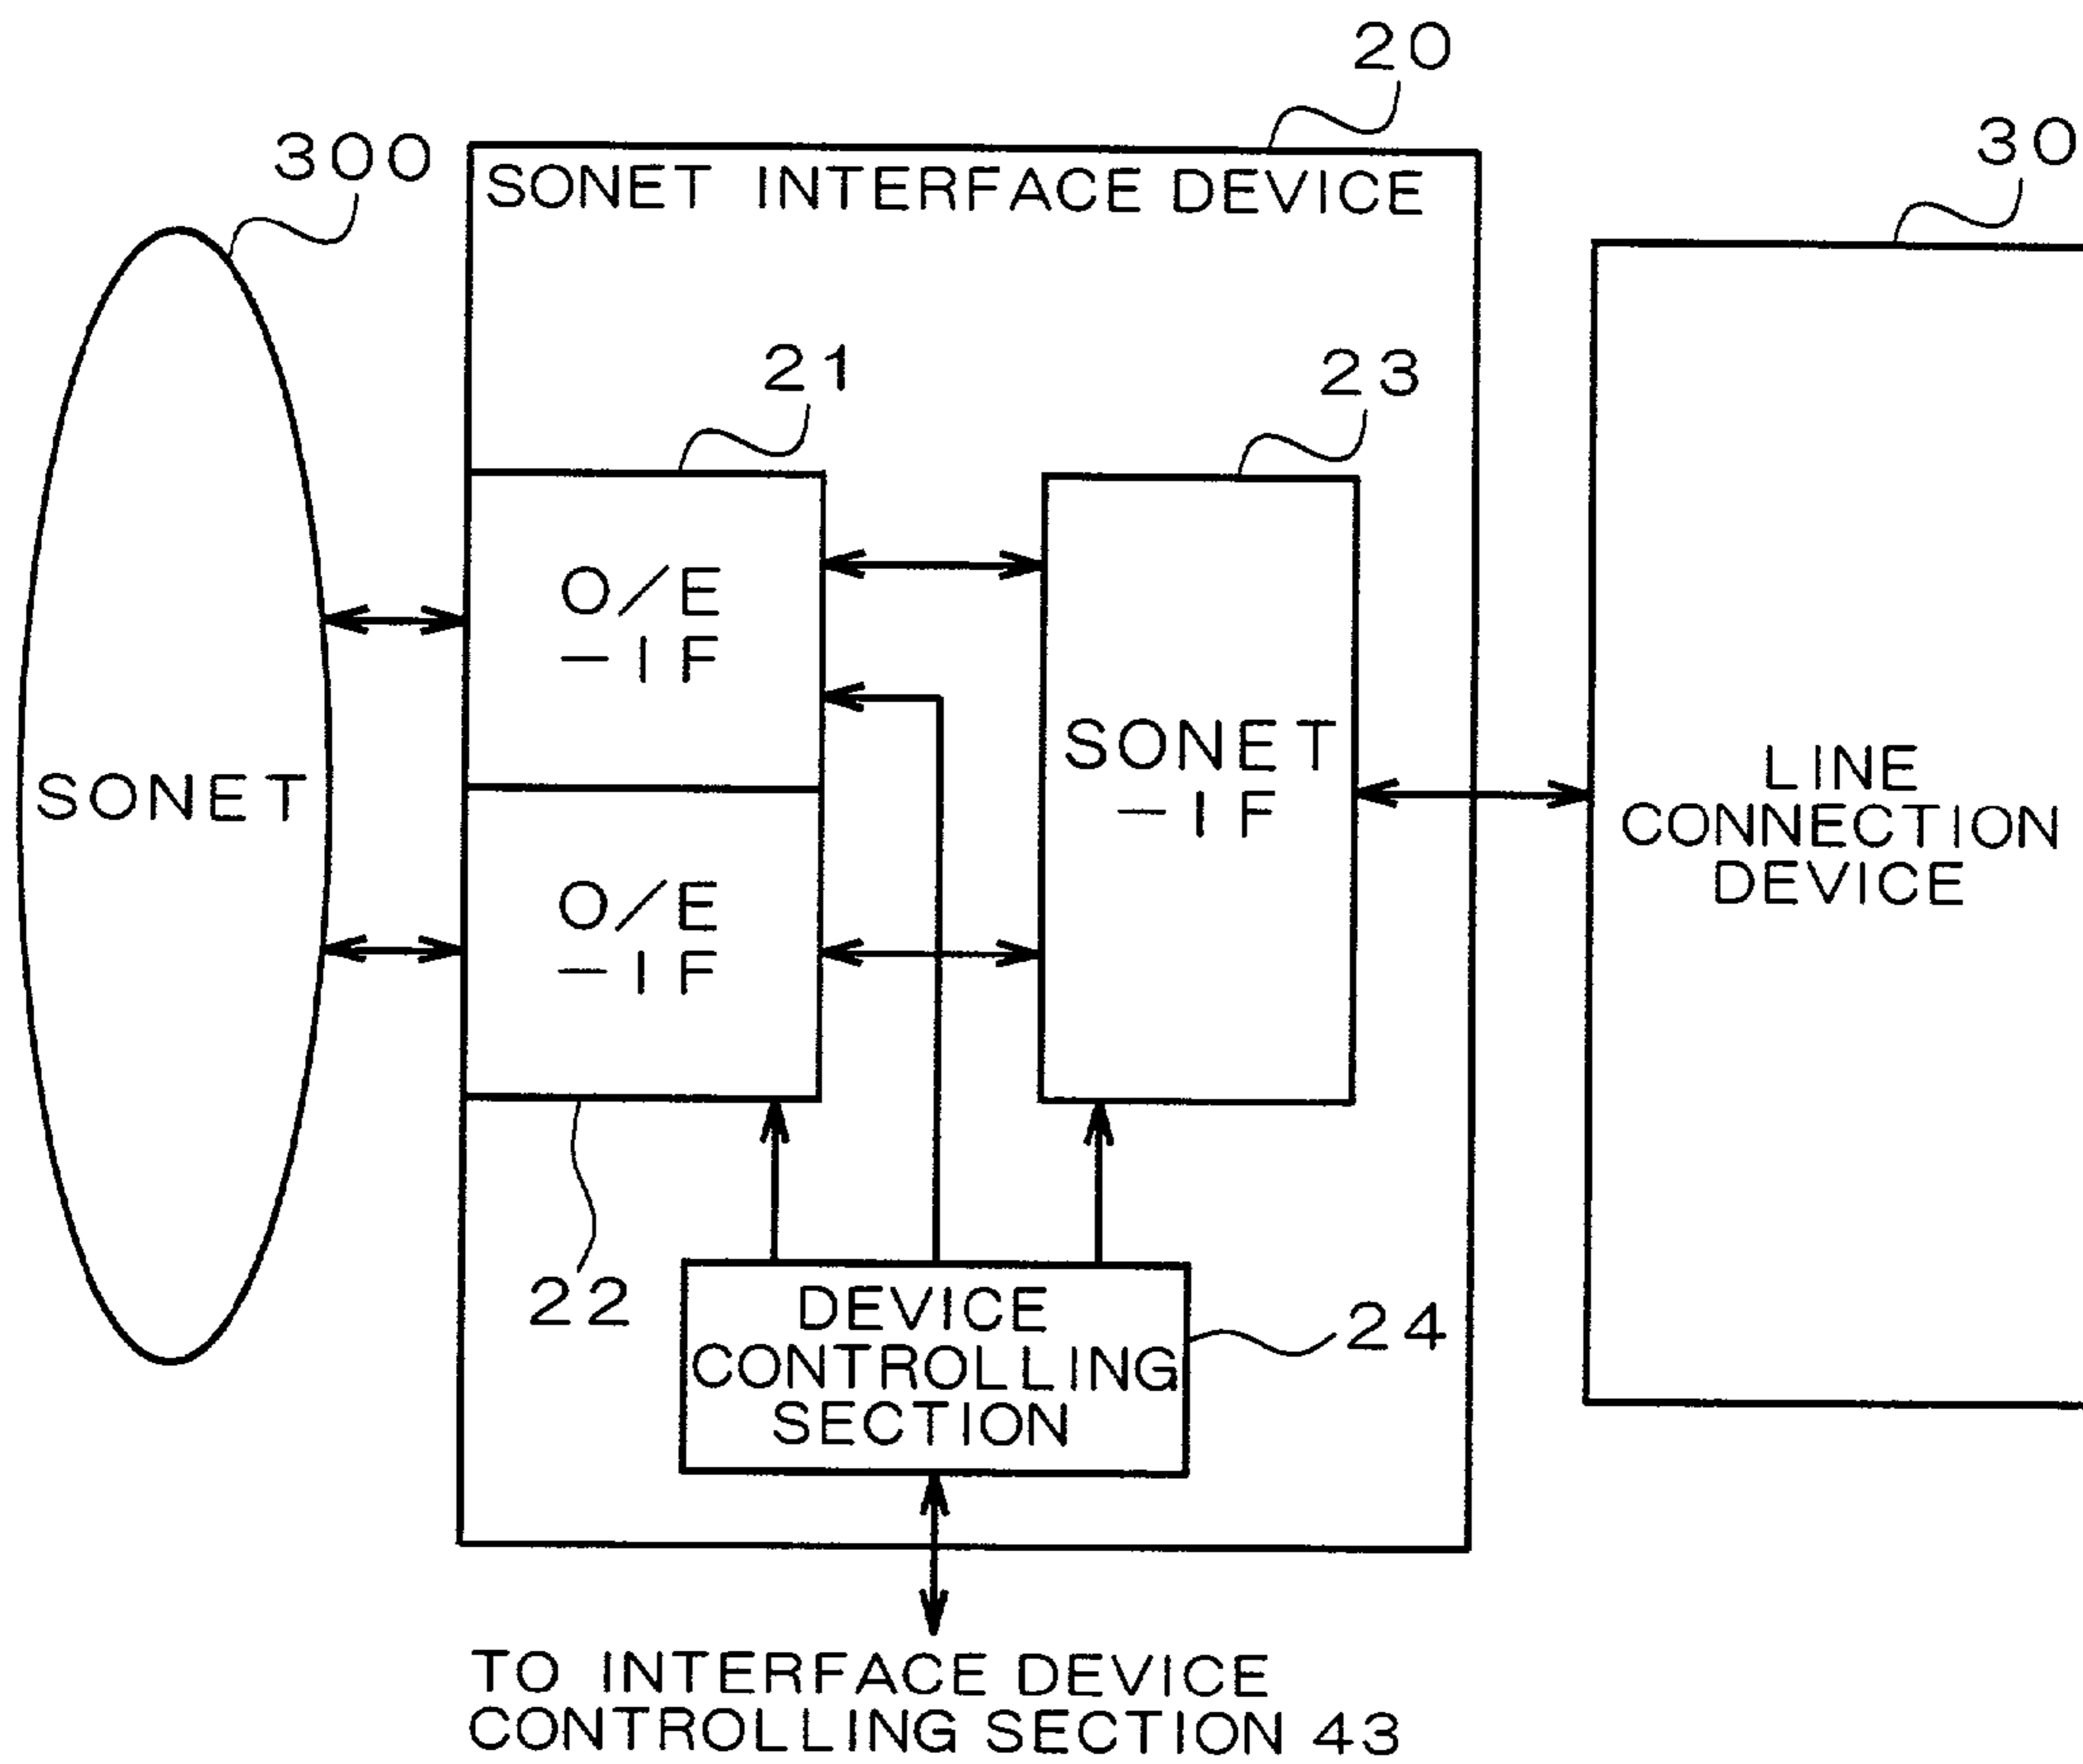 20
300
30
SONET INTERFACE DEVICE
21
23
O/E
-IF
SONET
-IF
SONET
LINE
CONNECTION
DEVICE
O/E
-IF
22
DEVICE
CONTROLLING
SECTION
24
TO INTERFACE DEVICE
CONTROLLING SECTION 43